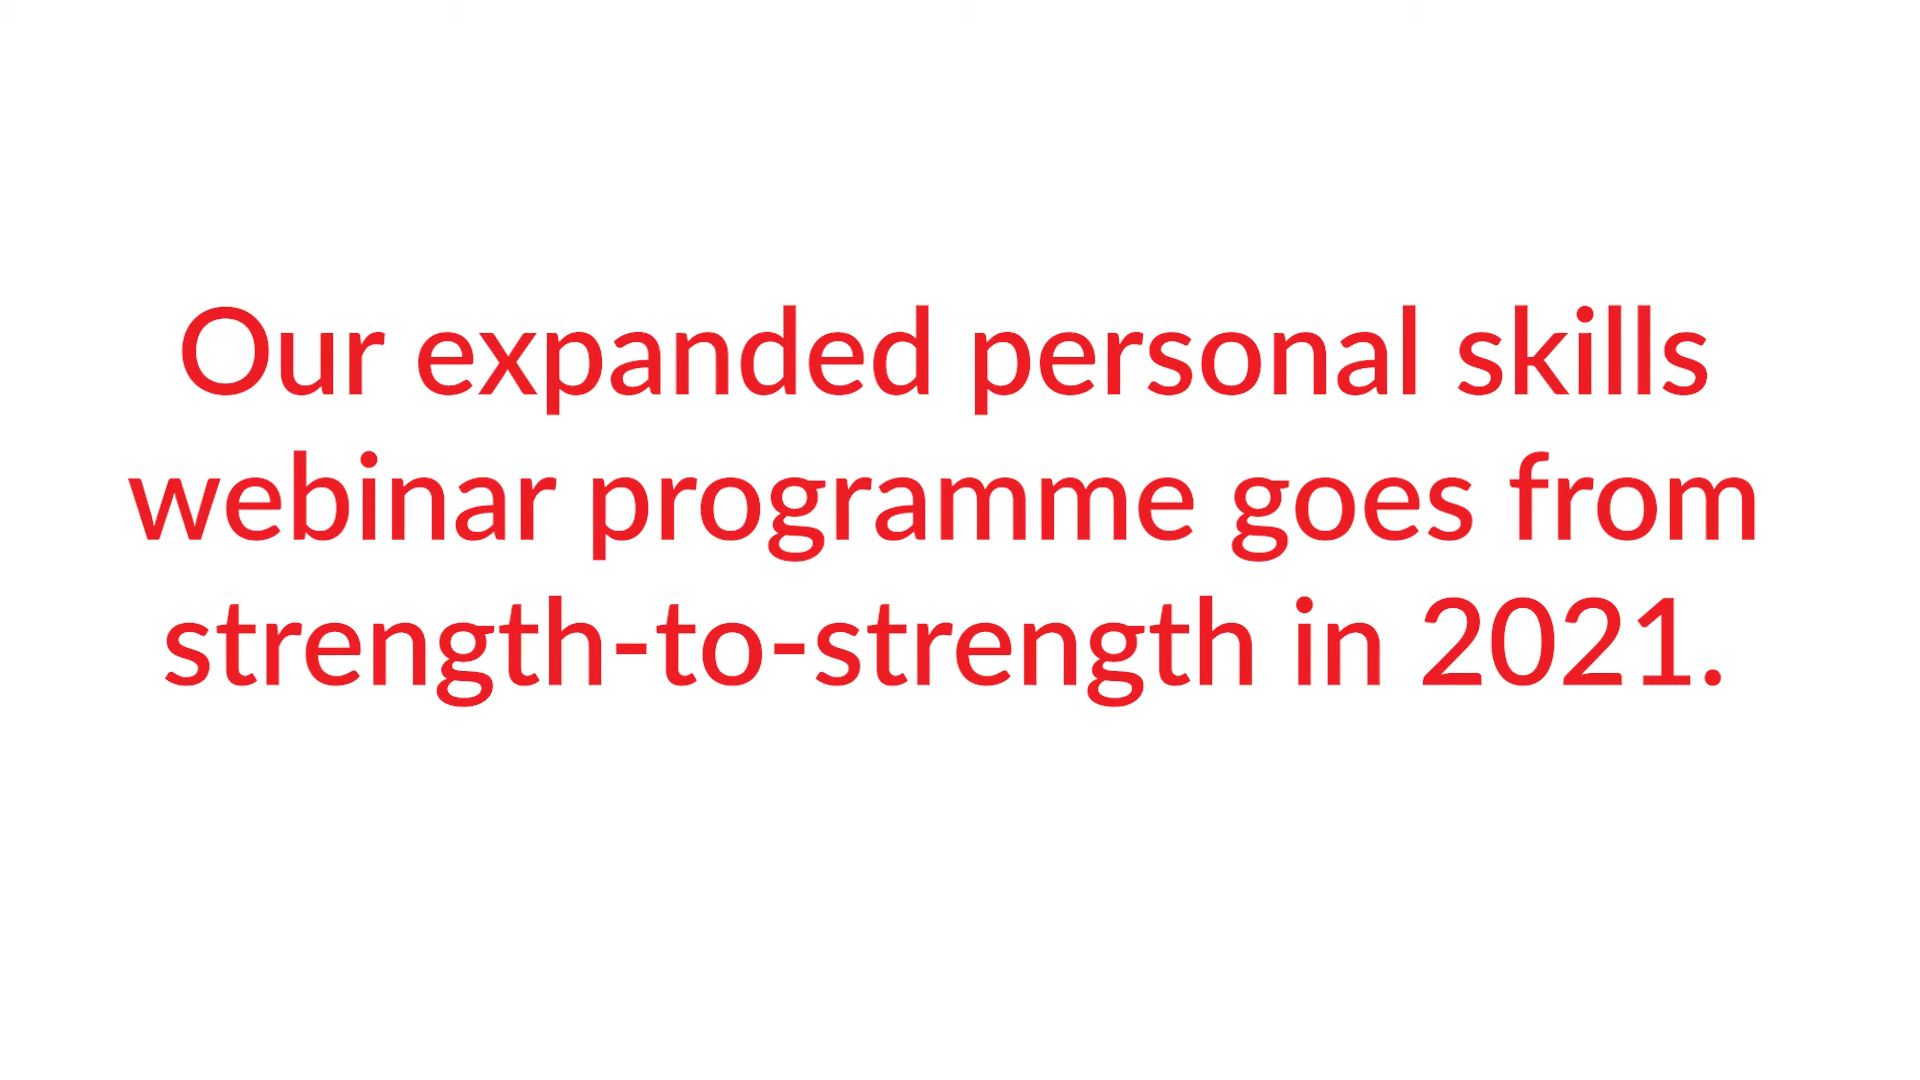 Our expanded personal skills
webinar programme goes from
strength-to-strength in 2021.